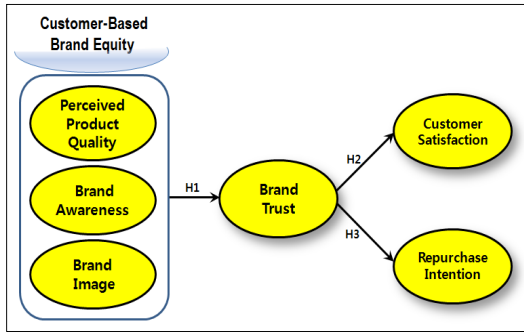 Customer-Based
Brand Equity
Perceived
Product
Quality
Brand
Awareness
Brand
Image
H1
Brand
Trust
H2
H3
Customer
Satisfaction
Repurchase
Intention